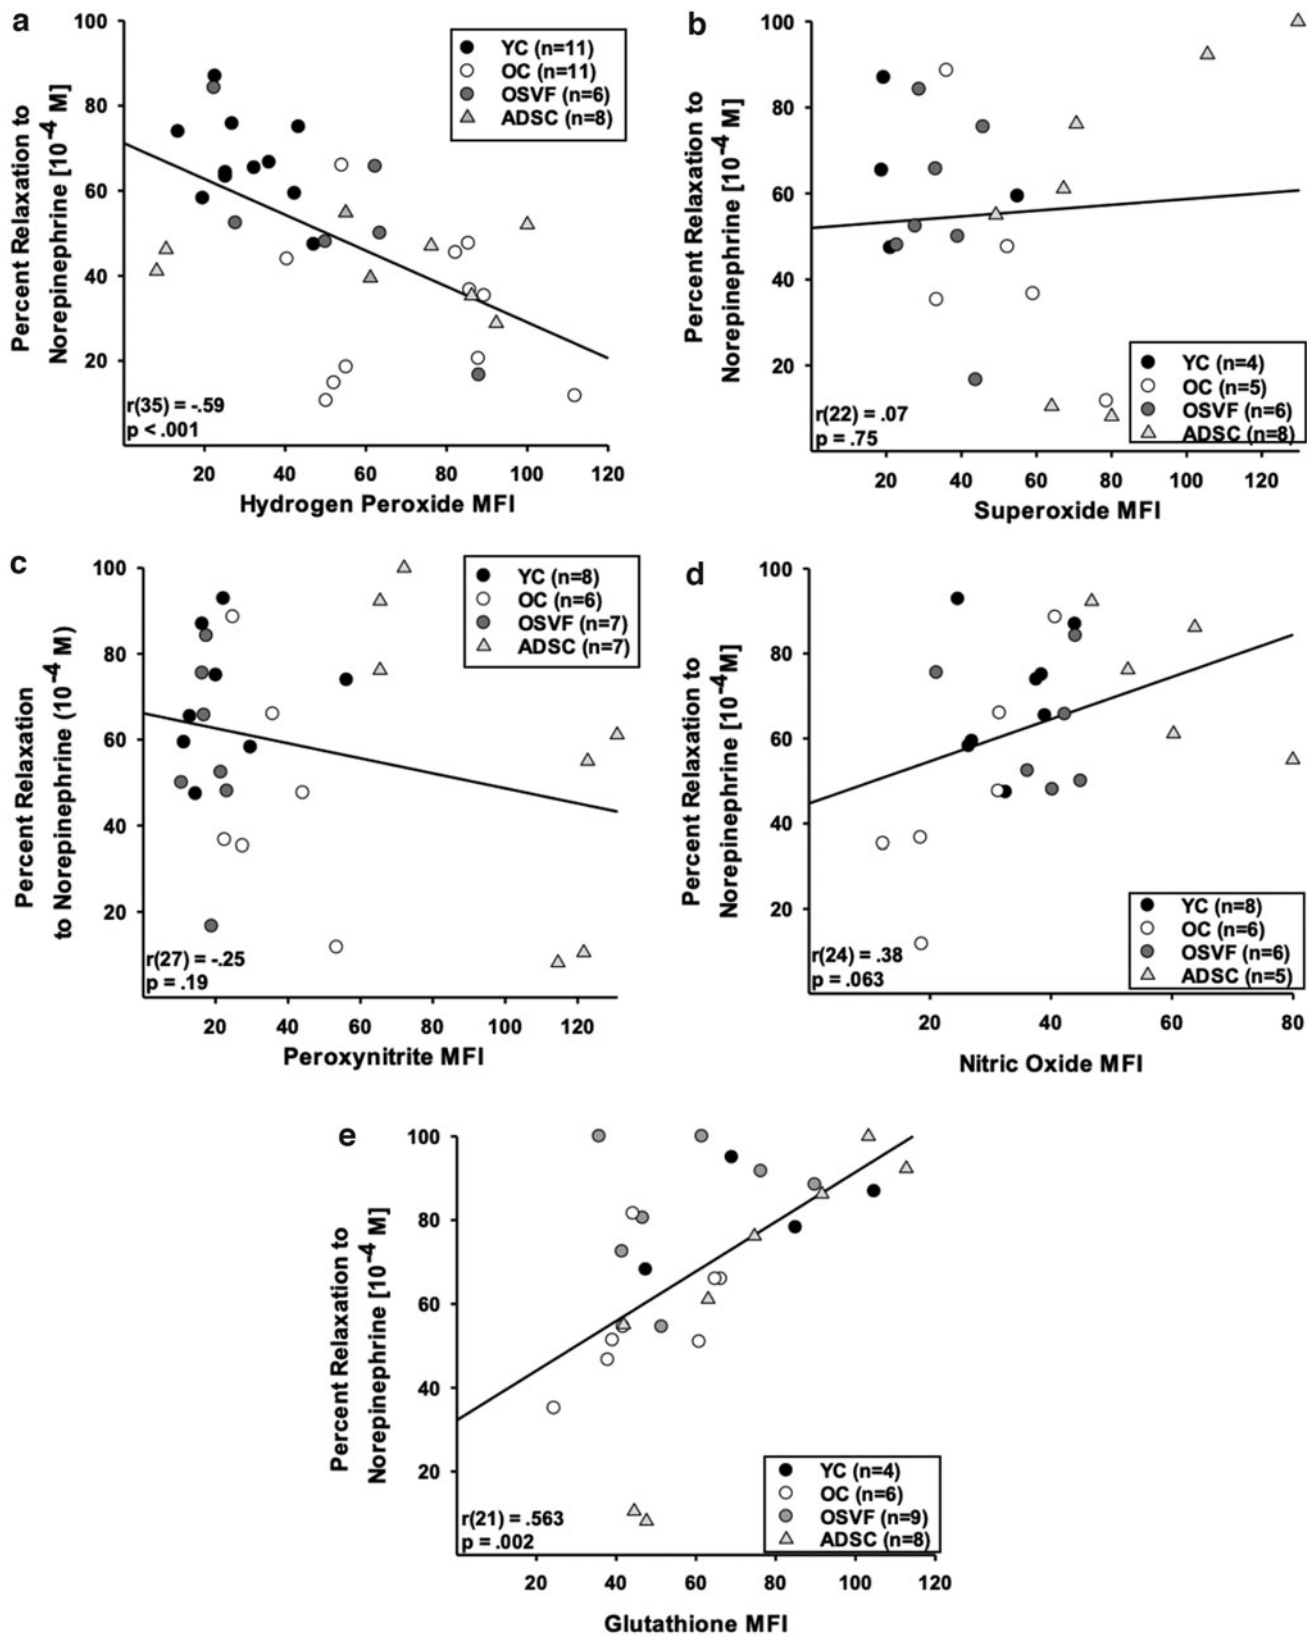 a
Percent Relaxation to
Norepinephrine [10-4 M]
100
80
60
40
20
YC (n=11)
OC (n=11)
OSVF (n=6)
ADSC (n=8)
r(35) = -.59
p < .001
20 40 60 80 100 120
Hydrogen Peroxide MFI
b
Percent Relaxation to
Norepinephrine [10-4 M]
100
80
60
40
20
YC (n=4)
OC (n=5)
OSVF (n=6)
ADSC (n=8)
r(22) = .07
p = .75
20 40 60 80 100 120
Superoxide MFI
c
Percent Relaxation
to Norepinephrine (10-4 M)
100
80
60
40
20
YC (n=8)
OC (n=6)
OSVF (n=7)
ADSC (n=7)
r(27) = -.25
p = .19
20 40 60 80 100 120
Peroxynitrite MFI
d
Percent Relaxation to
Norepinephrine [10-4M]
100
80
60
40
20
YC (n=8)
OC (n=6)
OSVF (n=6)
ADSC (n=5)
r(24) = .38
p = .063
20 40 60 80
Nitric Oxide MFI
e
Percent Relaxation to
Norepinephrine [10-4 M]
100
80
60
40
20
YC (n=4)
OC (n=6)
OSVF (n=9)
ADSC (n=8)
r(21) = .563
p = .002
20 40 60 80 100 120
Glutathione MFI